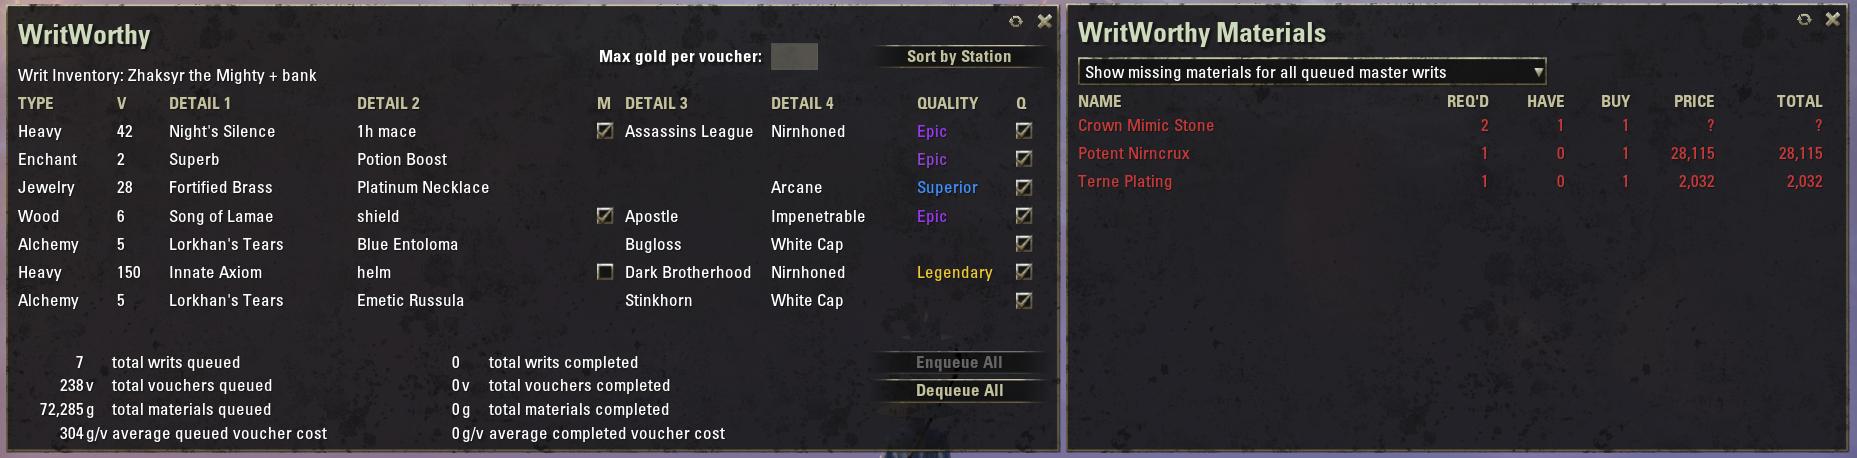 WritWorthy
Max gold per voucher:
Sort by Station
Writ Inventory: Zhaksyr the Mighty + bank
TYPE V DETAIL 1 DETAIL 2 M DETAIL 3 DETAIL 4 QUALITY Q
Heavy 42 Night's Silence 1h mace Assassins League Nirnhoned Epic
Enchant 2 Superb Potion Boost Epic
Jewelry 28 Fortified Brass Platinum Necklace Arcane Superior
Wood 6 Song of Lamae shield Apostle Impenetrable Epic
Alchemy 5 Lorkhan's Tears Blue Entoloma Bugloss White Cap
Heavy 150 Innate Axiom helm Dark Brotherhood Nirnhoned Legendary
Alchemy 5 Lorkhan's Tears Emetic Russula Stinkhorn White Cap
7 total writs queued 0 total writs completed Enqueue All
238 v total vouchers queued 0 v total vouchers completed Dequeue All
72,285 g total materials queued 0 g total materials completed
304 g/v average queued voucher cost 0 g/v average completed voucher cost
WritWorthy Materials
Show missing materials for all queued master writs
NAME REQ'D HAVE BUY PRICE TOTAL
Crown Mimic Stone 2 1 1 ? ?
Potent Nirncrux 1 0 1 28,115 28,115
Terne Plating 1 0 1 2,032 2,032